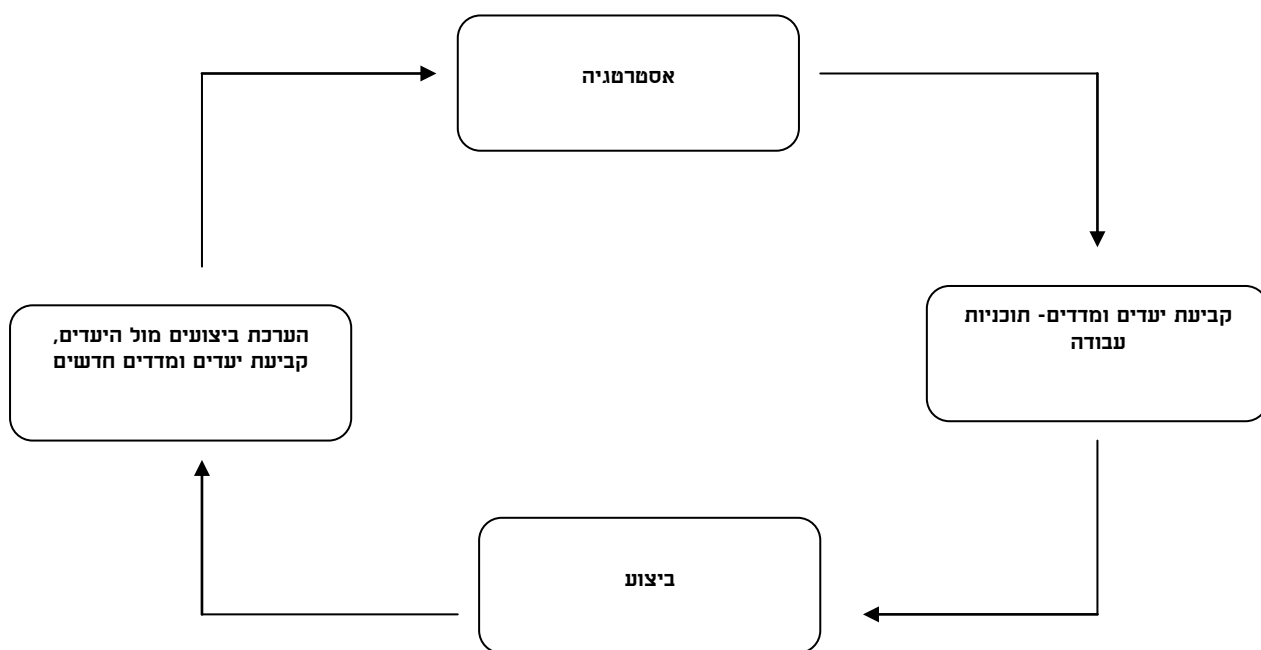 אסטרטגיה
קביעת יעדים ומדדים- תוכניות
עבודה
ביצוע
הערכת ביצועים מול היעדים,
קביעת יעדים ומדדים חדשים